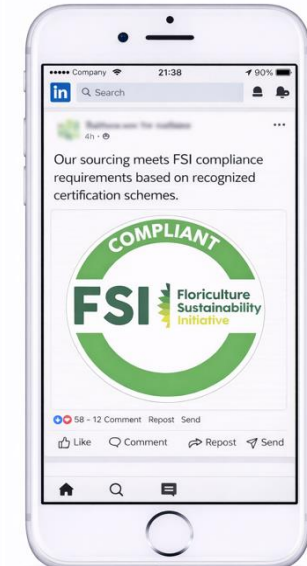 Company
21:38
90%
in
Search
4h
Our sourcing meets FSI compliance
requirements based on recognized
certification schemes.
COMPLIANT
FSI
Floriculture
Sustainability
Initiative
58 - 12 Comment Repost Send
Like Comment Repost Send